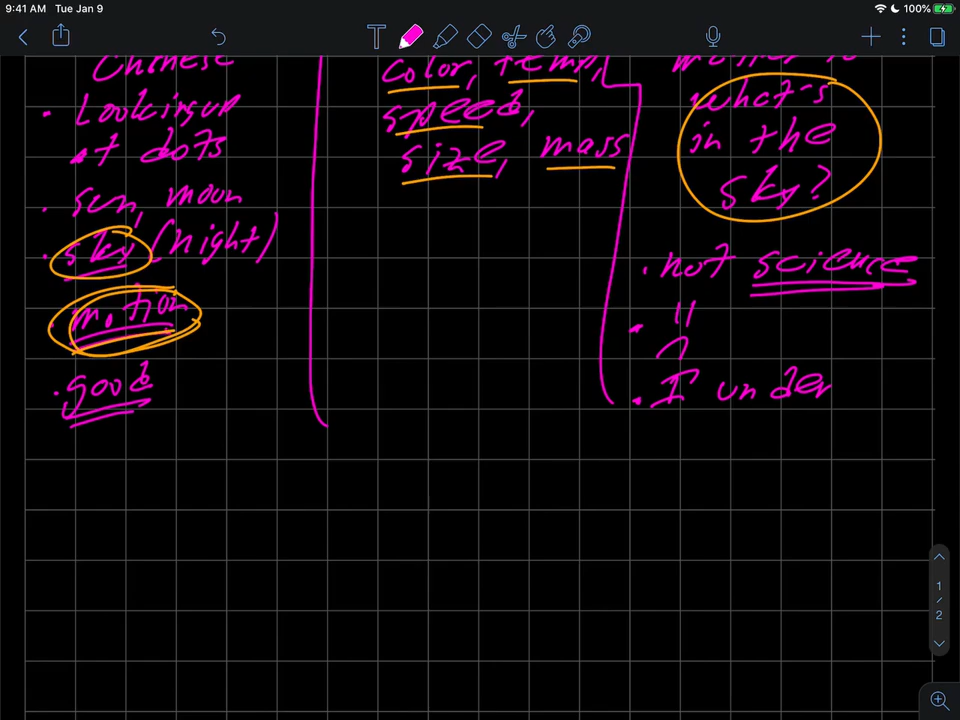 9:41 AM Tue Jan 9
100%
Chinese
• Looking up
at dots
• sun, moon
• sky (night)
• motion
• good
color, temp,
speed,
size, mass
what's
in the
sky?
• not science
• "
• I under
1
/
2